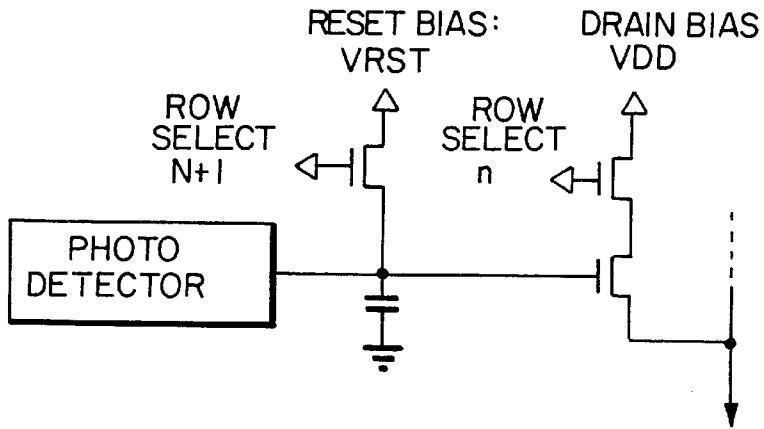 RESET BIAS:
VRST
DRAIN BIAS
VDD
ROW
SELECT
N+1
ROW
SELECT
n
PHOTO
DETECTOR